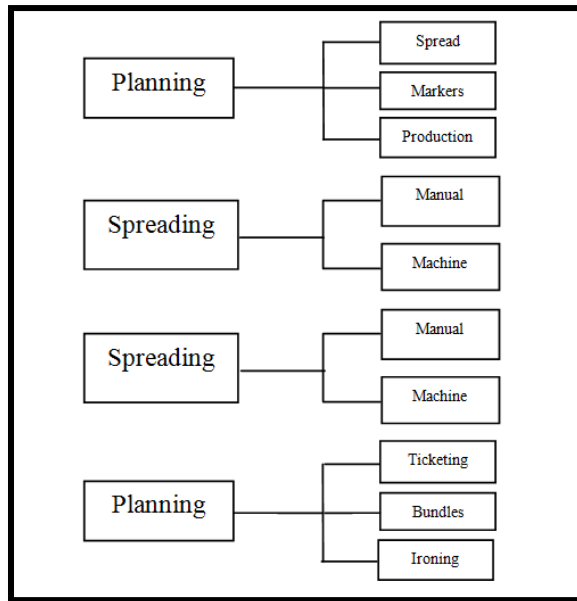 Planning
Spread
Markers
Production
Spreading
Manual
Machine
Spreading
Manual
Machine
Planning
Ticketing
Bundles
Ironing